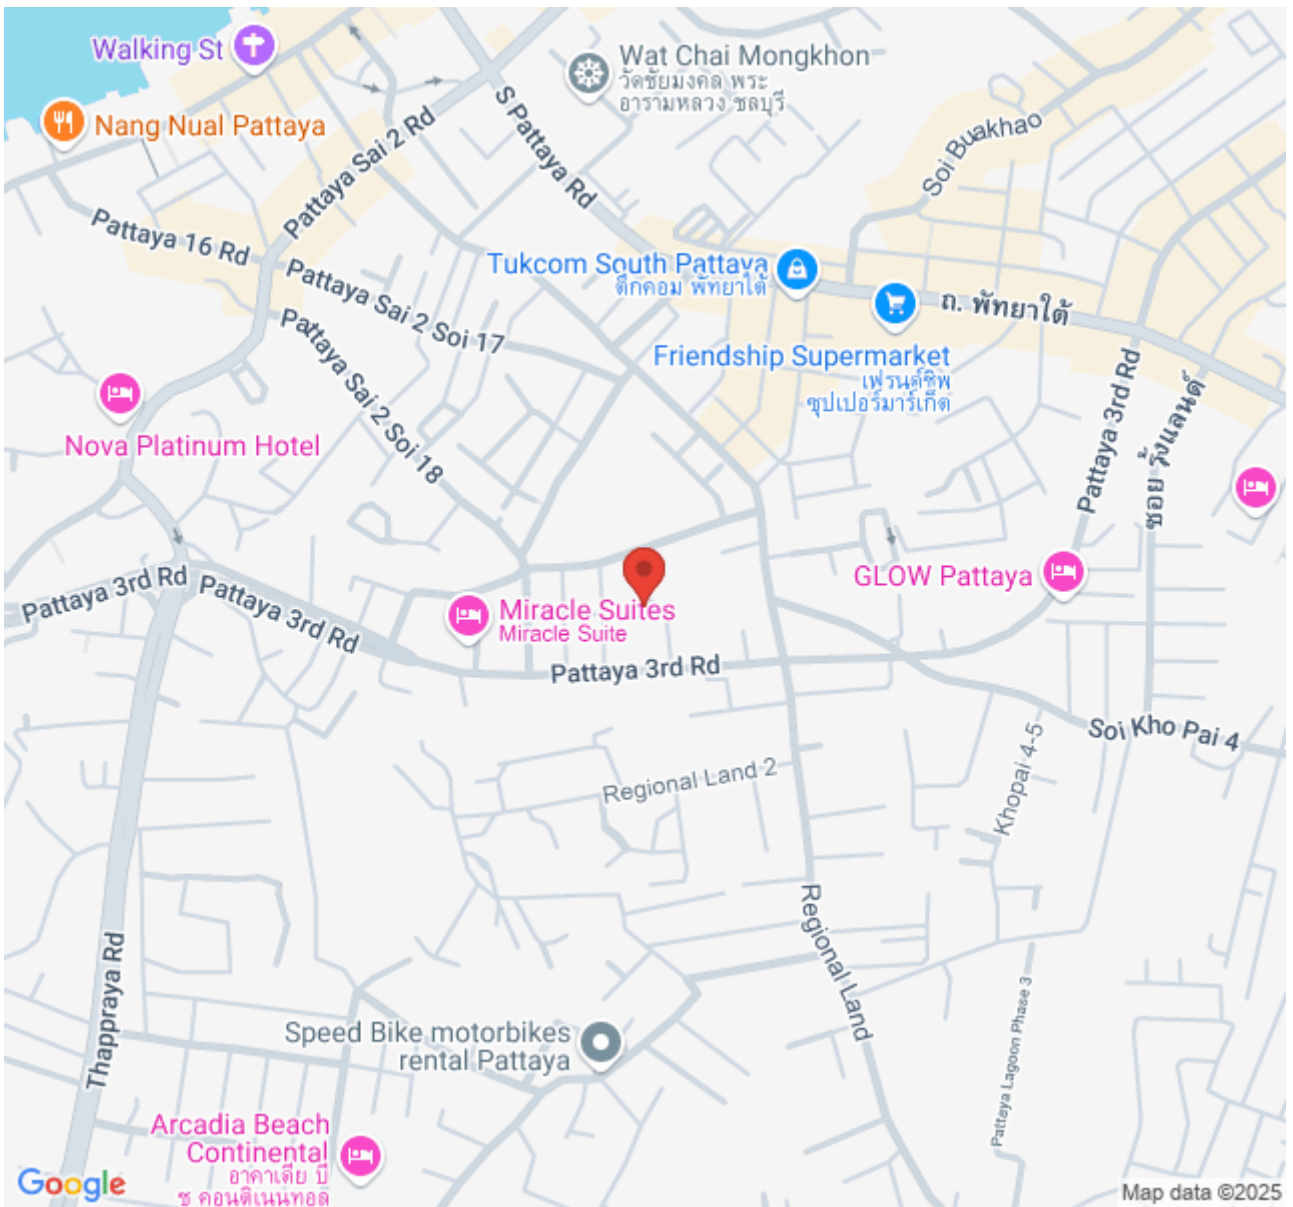 Walking St
Wat Chai Mongkhon
วัดชัยมงคล พระ
อารามหลวง ชลบุรี
Nang Nual Pattaya
S Pattaya Rd
Soi Buakhao
Pattaya Sai 2 Rd
Pattaya 16 Rd
Tukcom South Pattaya
ตึกคอม พัทยาใต้
ถ. พัทยาใต้
Pattaya Sai 2 Soi 17
Pattaya Sai 2 Soi 18
Friendship Supermarket
เฟรนด์ชิพ
ซุปเปอร์มาร์เก็ต
Pattaya 3rd Rd
ซอย วิ้งแลนด์
Nova Platinum Hotel
GLOW Pattaya
Pattaya 3rd Rd
Pattaya 3rd Rd
Miracle Suites
Miracle Suite
Pattaya 3rd Rd
Soi Kho Pai 4
Khopai 4-5
Regional Land 2
Regional Land
Thappraya Rd
Pattaya Lagoon Phase 3
Speed Bike motorbikes
rental Pattaya
Arcadia Beach
Continental
อาคาเดีย บี
ช คอนติเนนทอล
Google
Map data ©2025